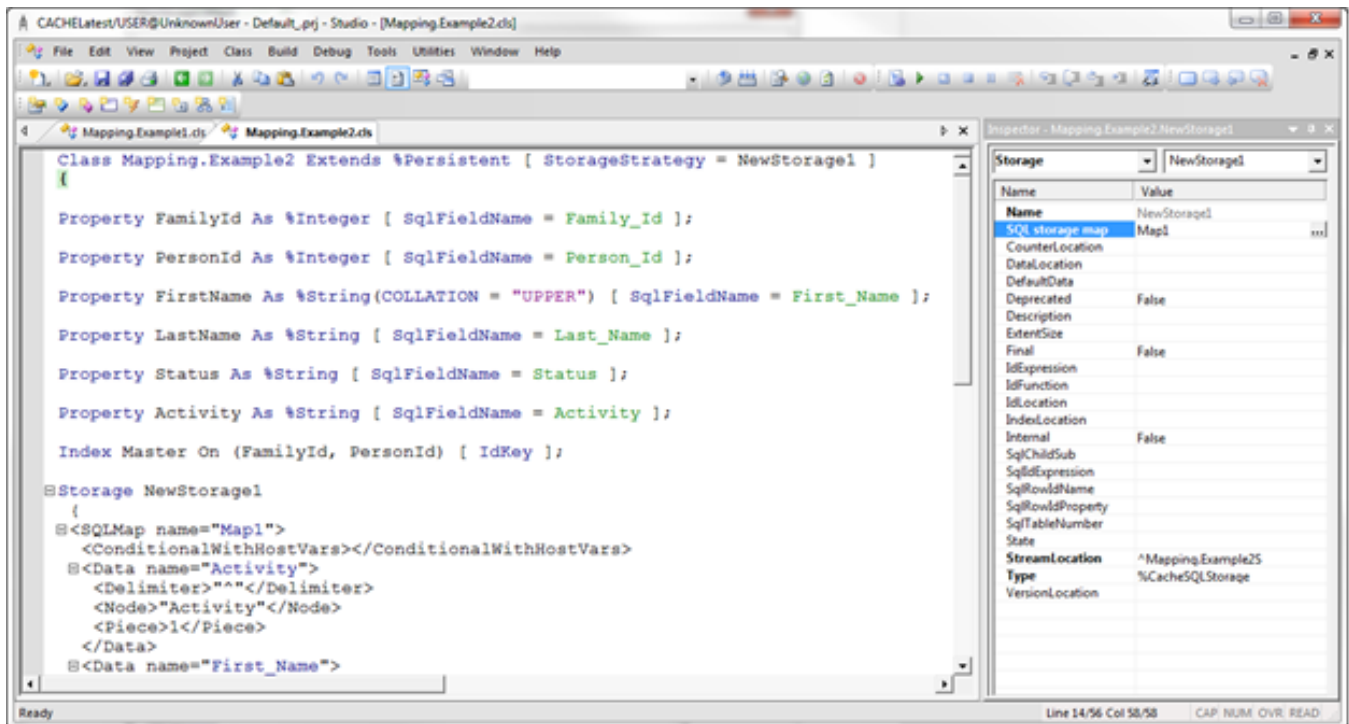 CACHELatest/USER@UnknownUser - Default_.prj - Studio - [Mapping.Example2.cls]
File Edit View Project Class Build Debug Tools Utilities Window Help
Mapping.Example1.cls Mapping.Example2.cls
Class Mapping.Example2 Extends %Persistent [ StorageStrategy = NewStorage1 ]
{
Property FamilyId As %Integer [ SqlFieldName = Family_Id ];
Property PersonId As %Integer [ SqlFieldName = Person_Id ];
Property FirstName As %String(COLLATION = "UPPER") [ SqlFieldName = First_Name ];
Property LastName As %String [ SqlFieldName = Last_Name ];
Property Status As %String [ SqlFieldName = Status ];
Property Activity As %String [ SqlFieldName = Activity ];
Index Master On (FamilyId, PersonId) [ IdKey ];
Storage NewStorage1
{
<SQLMap name="Map1">
<ConditionalWithHostVars></ConditionalWithHostVars>
<Data name="Activity">
<Delimiter>"^"</Delimiter>
<Node>"Activity"</Node>
<Piece>1</Piece>
</Data>
<Data name="First_Name">
Inspector - Mapping.Example2.NewStorage1
Storage NewStorage1
Name Value
Name NewStorage1
SQL storage map Map1 ...
CounterLocation
DataLocation
DefaultData
Deprecated False
Description
ExtentSize
Final False
IdExpression
IdFunction
IdLocation
IndexLocation
Internal False
SqlChildSub
SqlIdExpression
SqlRowIdName
SqlRowIdProperty
SqlTableNumber
State
StreamLocation ^Mapping.Example2S
Type %CacheSQLStorage
VersionLocation
Ready Line 14/56 Col 58/58 CAP NUM OVR READ